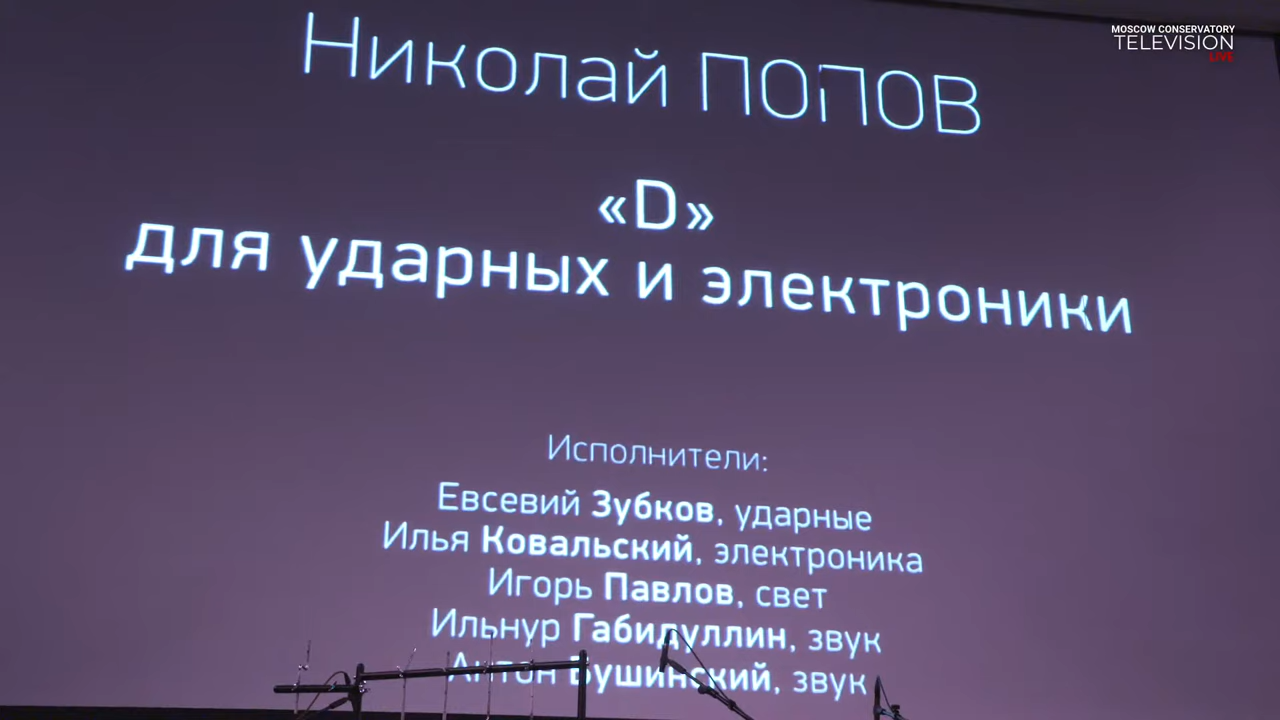 MOSCOW CONSERVATORY
TELEVISION
LIVE
Николай ПОПОВ
«D»
для ударных и электроники
Исполнители:
Евсевий Зубков, ударные
Илья Ковальский, электроника
Игорь Павлов, свет
Ильнур Габидуллин, звук
Антон Бушинский, звук